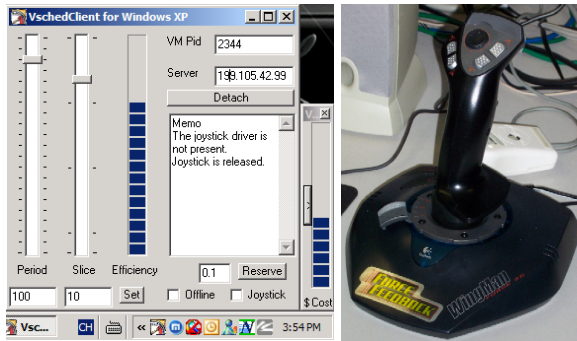 VschedClient for Windows XP
VM Pid 2344
Server 199.105.42.99
Detach
Memo
The joystick driver is
not present.
Joystick is released.
Period Slice Efficiency 0.1 Reserve
100 10 Set Offline Joystick
$ Cost
Vsc... CH « 3:54 PM
Logitech
FORCE
FEEDBACK
WingMan